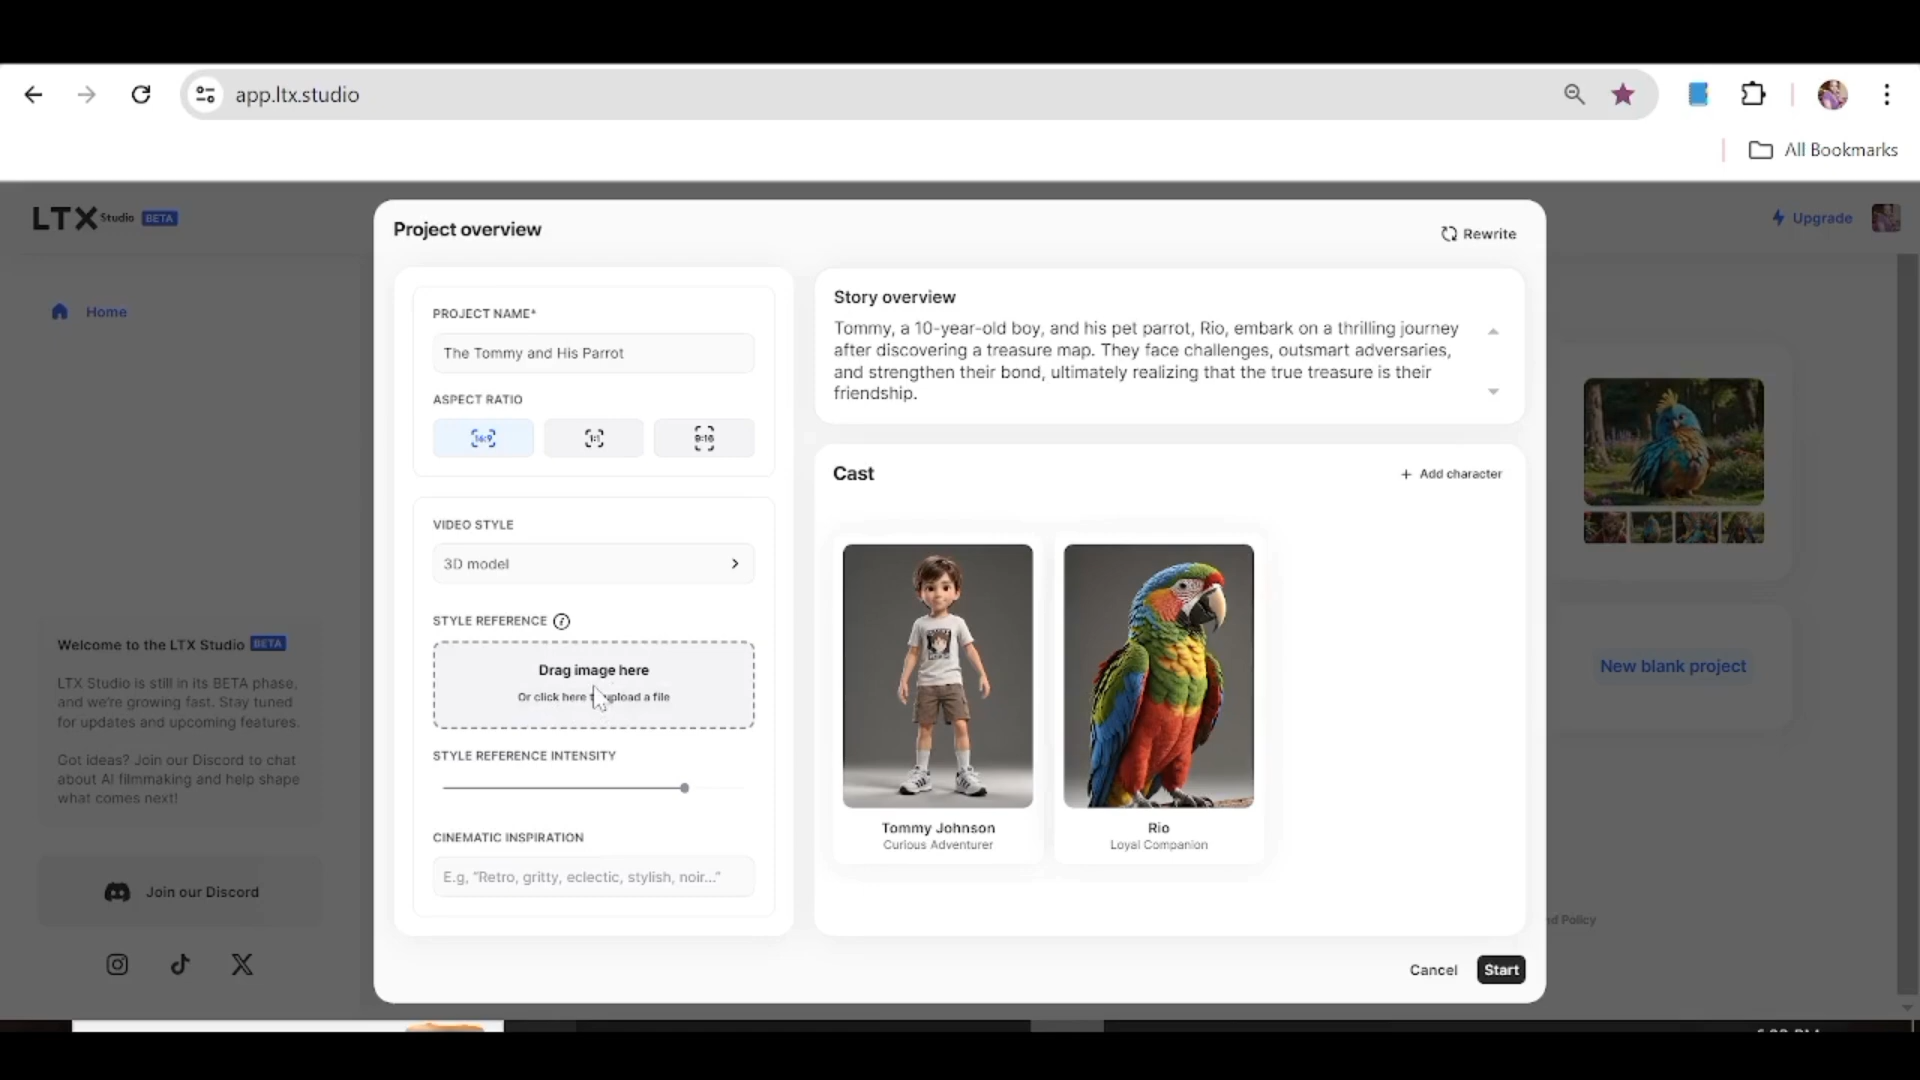 app.ltx.studio
All Bookmarks
LTX Studio BETA
Upgrade
Home
Welcome to the LTX Studio BETA
LTX Studio is still in its BETA phase,
and we're growing fast. Stay tuned
for updates and upcoming features.
Got ideas? Join our Discord to chat
about AI filmmaking and help shape
what comes next!
Join our Discord
Project overview
Rewrite
PROJECT NAME*
The Tommy and His Parrot
ASPECT RATIO
16:9
1:1
9:16
VIDEO STYLE
3D model
STYLE REFERENCE
Drag image here
Or click here to upload a file
STYLE REFERENCE INTENSITY
CINEMATIC INSPIRATION
E.g, "Retro, gritty, eclectic, stylish, noir..."
Story overview
Tommy, a 10-year-old boy, and his pet parrot, Rio, embark on a thrilling journey
after discovering a treasure map. They face challenges, outsmart adversaries,
and strengthen their bond, ultimately realizing that the true treasure is their
friendship.
Cast
+ Add character
Tommy Johnson
Curious Adventurer
Rio
Loyal Companion
Cancel
Start
New blank project
Policy